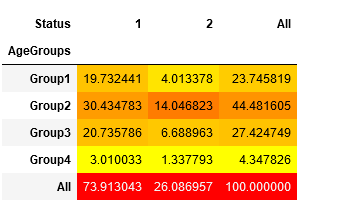 Status 1 2 All
AgeGroups
Group1 19.732441 4.013378 23.745819
Group2 30.434783 14.046823 44.481605
Group3 20.735786 6.688963 27.424749
Group4 3.010033 1.337793 4.347826
All 73.913043 26.086957 100.000000